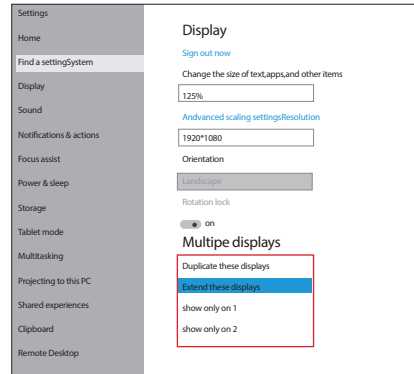 Settings
Home
Find a settingSystem
Display
Sound
Notifications & actions
Focus assist
Power & sleep
Storage
Tablet mode
Multitasking
Projecting to this PC
Shared experiences
Clipboard
Remote Desktop
Display
Sign out now
Change the size of text,apps,and other items
125%
Andvanced scaling settingsResolution
1920*1080
Orientation
Landscape
Rotation lock
on
Multipe displays
Duplicate these displays
Extend these displays
show only on 1
show only on 2